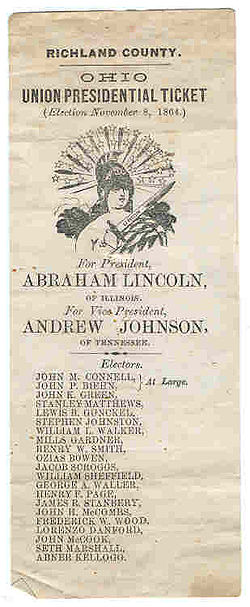 RICHLAND COUNTY.
OHIO
UNION PRESIDENTIAL TICKET
(Election November 8, 1864.)
For President,
ABRAHAM LINCOLN,
OF ILLINOIS.
For Vice President,
ANDREW JOHNSON,
OF TENNESSEE.
Electors.
JOHN M. CONNELL,
JOHN P. BIEHN, } At Large.
JOHN K. GREEN,
STANLEY MATTHEWS,
LEWIS B. GUNCKEL,
STEPHEN JOHNSTON,
WILLIAM L. WALKER,
MILLS GARDNER,
HENRY W. SMITH,
OZIAS BOWEN,
JACOB SCROGGS,
WILLIAM SHEFFIELD,
GEORGE A. WALLER,
HENRY F. PAGE,
JAMES R. STANBERY,
JOHN H. McCOMBS,
FREDERICK W. WOOD,
LORENZO DANFORD,
JOHN McCOOK,
SETH MARSHALL,
ABNER KELLOGG.